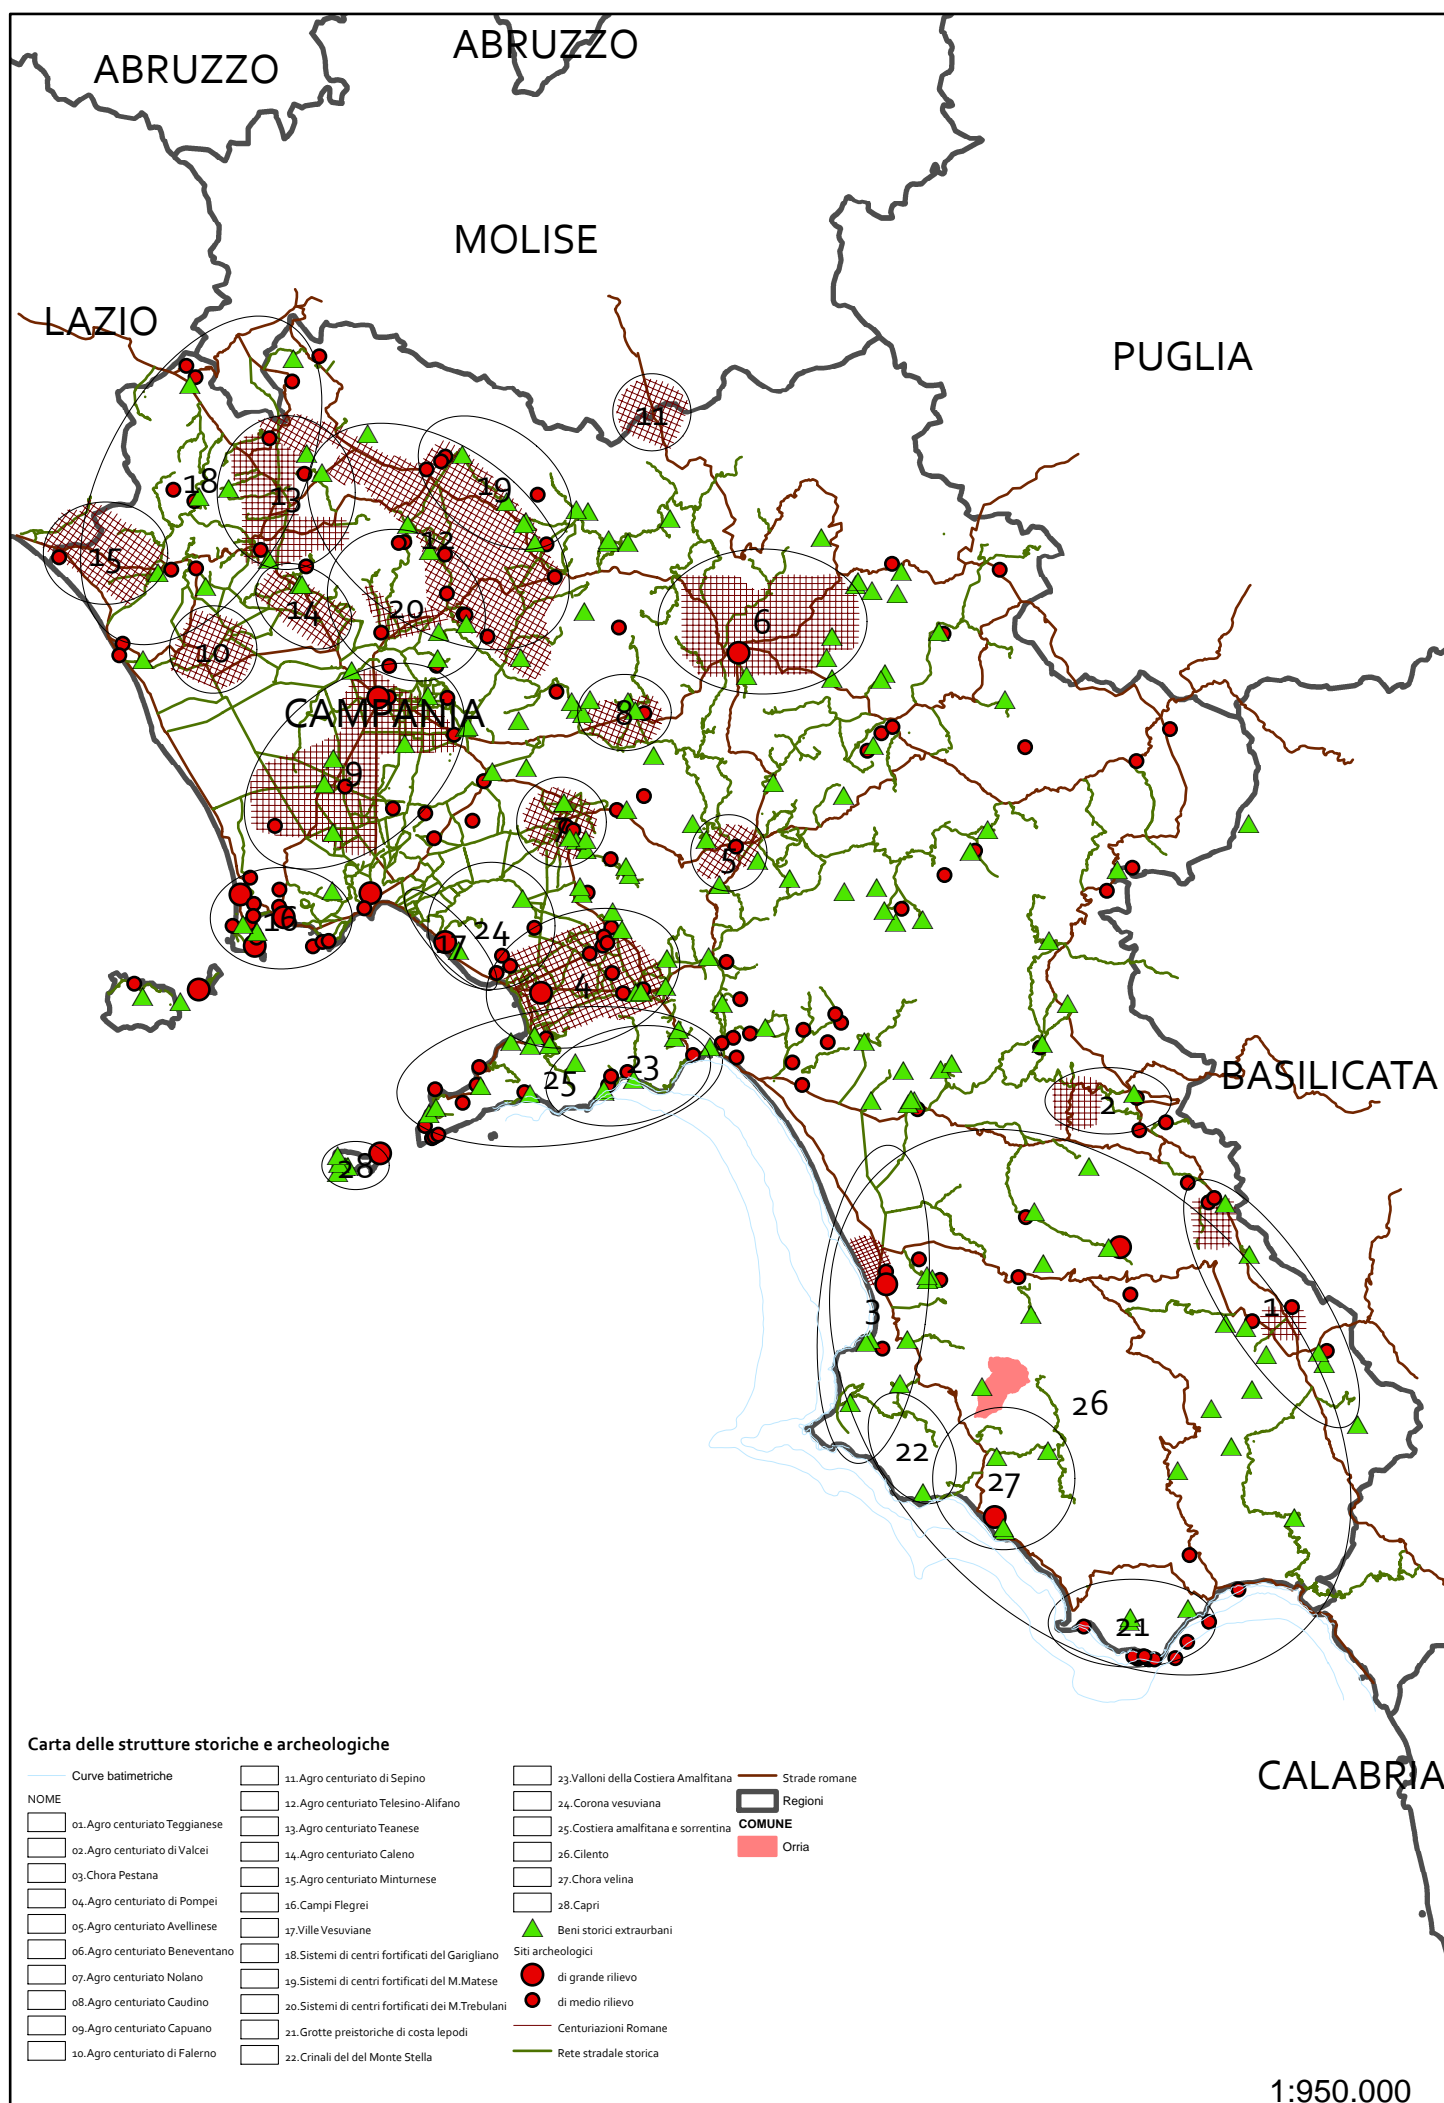 ABRUZZO
ABRUZZO
MOLISE
LAZIO
PUGLIA
11
18
13
19
15
12
14
20
6
10
CAMPANIA
8
9
7
5
16
17
24
4
25
23
BASILICATA
2
28
3
1
26
22
27
21
CALABRIA
Carta delle strutture storiche e archeologiche
Curve batimetriche
NOME
01.Agro centuriato Teggianese
02.Agro centuriato di Valcei
03.Chora Pestana
04.Agro centuriato di Pompei
05.Agro centuriato Avellinese
06.Agro centuriato Beneventano
07.Agro centuriato Nolano
08.Agro centuriato Caudino
09.Agro centuriato Capuano
10.Agro centuriato di Falerno
11.Agro centuriato di Sepino
12.Agro centuriato Telesino-Alifano
13.Agro centuriato Teanese
14.Agro centuriato Caleno
15.Agro centuriato Minturnese
16.Campi Flegrei
17.Ville Vesuviane
18.Sistemi di centri fortificati del Garigliano
19.Sistemi di centri fortificati del M.Matese
20.Sistemi di centri fortificati dei M.Trebulani
21.Grotte preistoriche di costa lepodi
22.Crinali del del Monte Stella
23.Valloni della Costiera Amalfitana
24.Corona vesuviana
25.Costiera amalfitana e sorrentina
26.Cilento
27.Chora velina
28.Capri
Beni storici extraurbani
Siti archeologici
di grande rilievo
di medio rilievo
Centuriazioni Romane
Rete stradale storica
Strade romane
Regioni
COMUNE
Orria
1:950.000